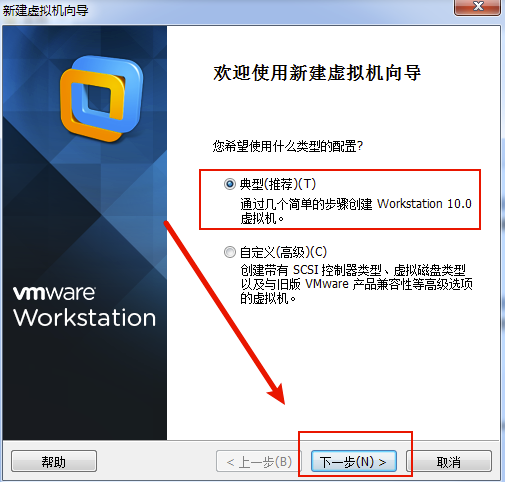 新建虚拟机向导
欢迎使用新建虚拟机向导
您希望使用什么类型的配置?
典型(推荐)(T)
通过几个简单的步骤创建 Workstation 10.0
虚拟机。
自定义(高级)(C)
创建带有 SCSI 控制器类型、虚拟磁盘类型
以及与旧版 VMware 产品兼容性等高级选项
的虚拟机。
vmware
Workstation
帮助
< 上一步(B)
下一步(N) >
取消